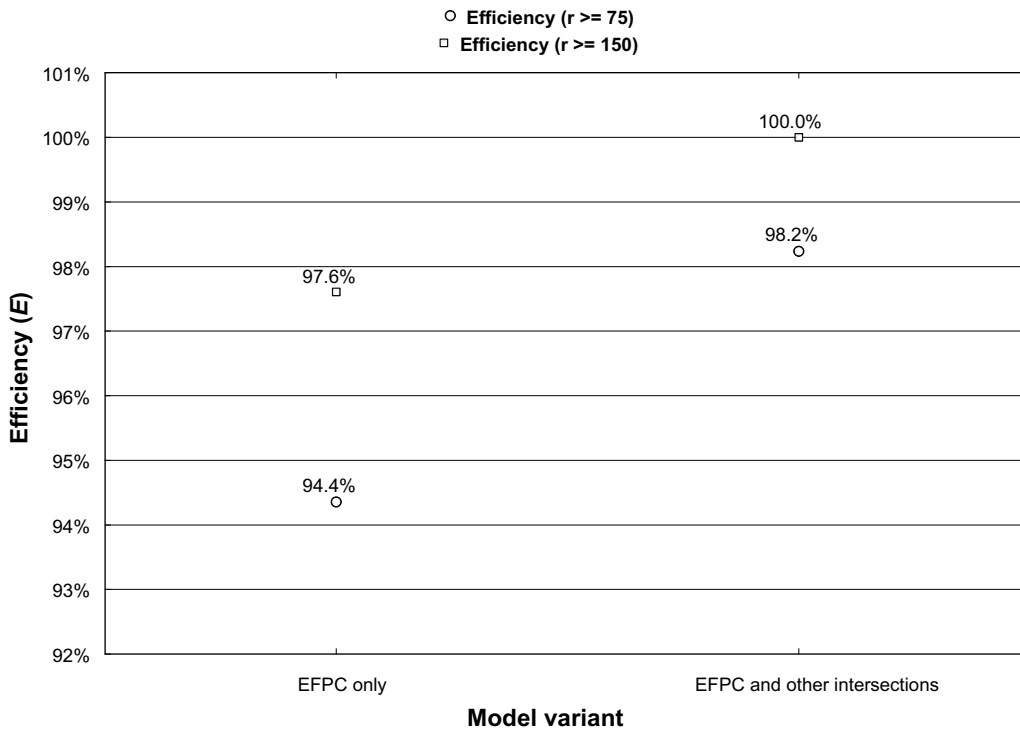 Efficiency (r >= 75)
Efficiency (r >= 150)
101%
100%
99%
98%
97%
96%
95%
94%
93%
92%
Efficiency (E)
100.0%
98.2%
97.6%
94.4%
EFPC only
EFPC and other intersections
Model variant